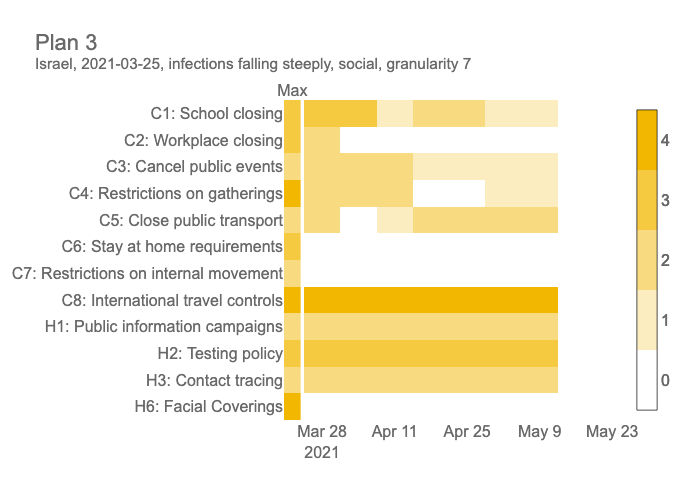 Plan 3
Israel, 2021-03-25, infections falling steeply, social, granularity 7
Max
C1: School closing
C2: Workplace closing
C3: Cancel public events
C4: Restrictions on gatherings
C5: Close public transport
C6: Stay at home requirements
C7: Restrictions on internal movement
C8: International travel controls
H1: Public information campaigns
H2: Testing policy
H3: Contact tracing
H6: Facial Coverings
4
3
2
1
0
Mar 28 Apr 11 Apr 25 May 9 May 23
2021